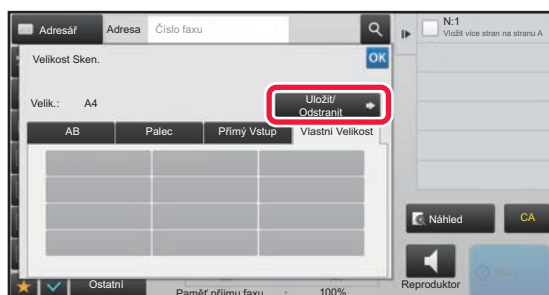 Adresář
Adresa
Číslo faxu
N:1
Vložit více stran na stranu A
Velikost Sken.
OK
Velik.: A4
Uložit/
Odstranit
AB
Palec
Přímý Vstup
Vlastní Velikost
Náhled
CA
Ostatní
Paměť příjmu faxu : 100%
Reproduktor
Start